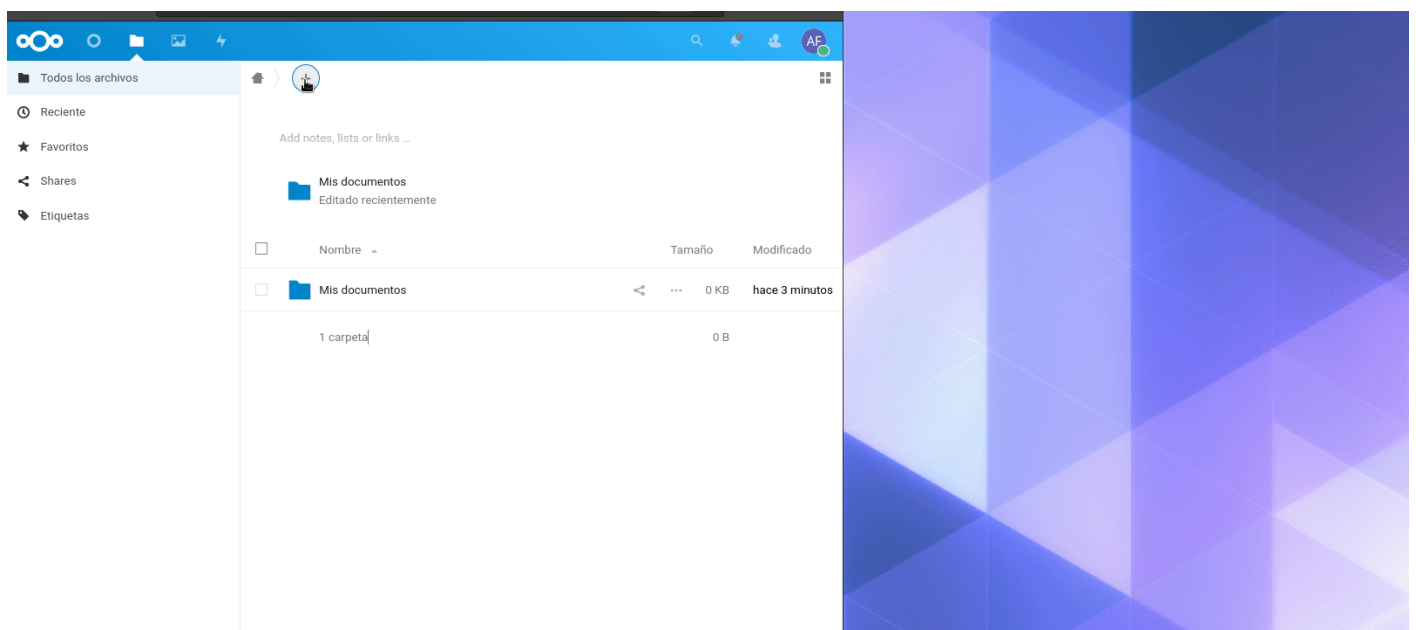 AF
Todos los archivos
Reciente
Favoritos
Shares
Etiquetas
Add notes, lists or links ...
Mis documentos
Editado recientemente
Nombre Tamaño Modificado
Mis documentos 0 KB hace 3 minutos
1 carpeta 0 B